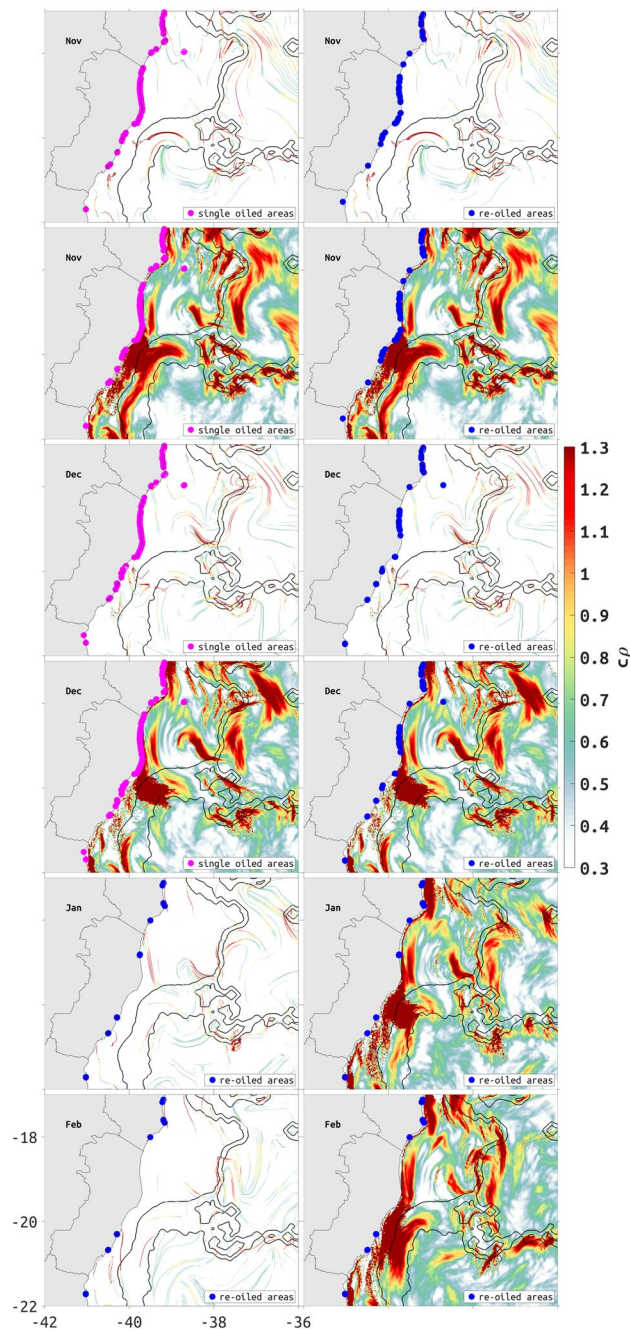 Nov
single oiled areas
Nov
re-oiled areas
Nov
single oiled areas
Nov
re-oiled areas
Dec
single oiled areas
Dec
re-oiled areas
1.3
1.2
1.1
1
0.9
0.8
0.7
0.6
0.5
0.4
0.3
cρ
Dec
single oiled areas
Dec
re-oiled areas
Jan
re-oiled areas
Jan
re-oiled areas
-18
-20
-22
Feb
re-oiled areas
Feb
re-oiled areas
-42
-40
-38
-36